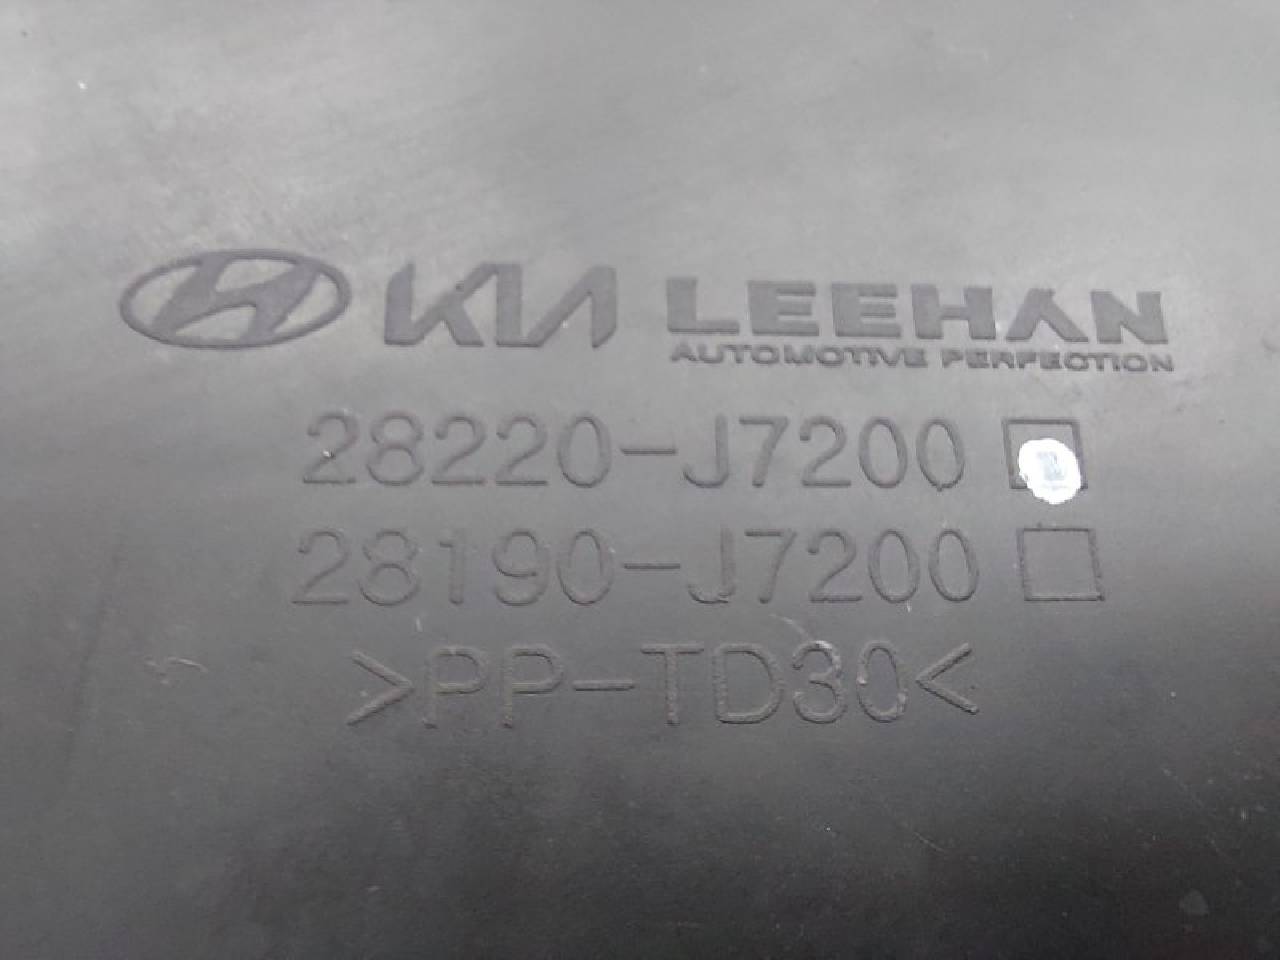 KIA LEEHAN
AUTOMOTIVE PERFECTION
28220-J7200
28190-J7200
>PP-TD30<